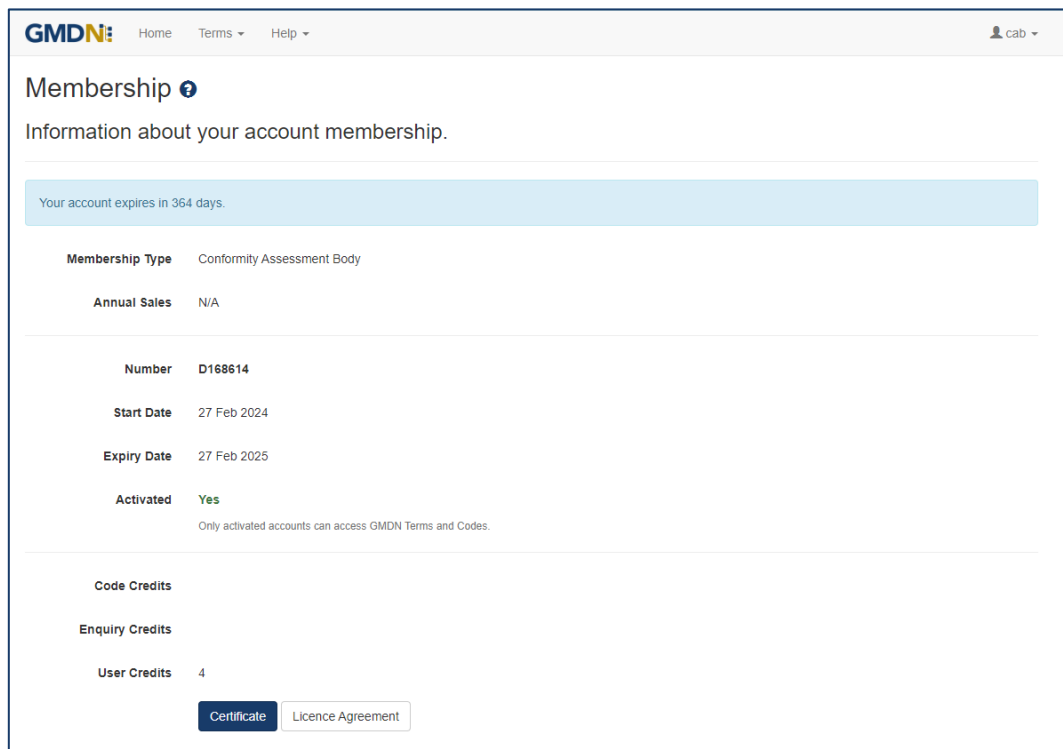 GMDN Home Terms Help cab
Membership ?
Information about your account membership.
Your account expires in 364 days.
Membership Type Conformity Assessment Body
Annual Sales N/A
Number D168614
Start Date 27 Feb 2024
Expiry Date 27 Feb 2025
Activated Yes
Only activated accounts can access GMDN Terms and Codes.
Code Credits
Enquiry Credits
User Credits 4
Certificate Licence Agreement